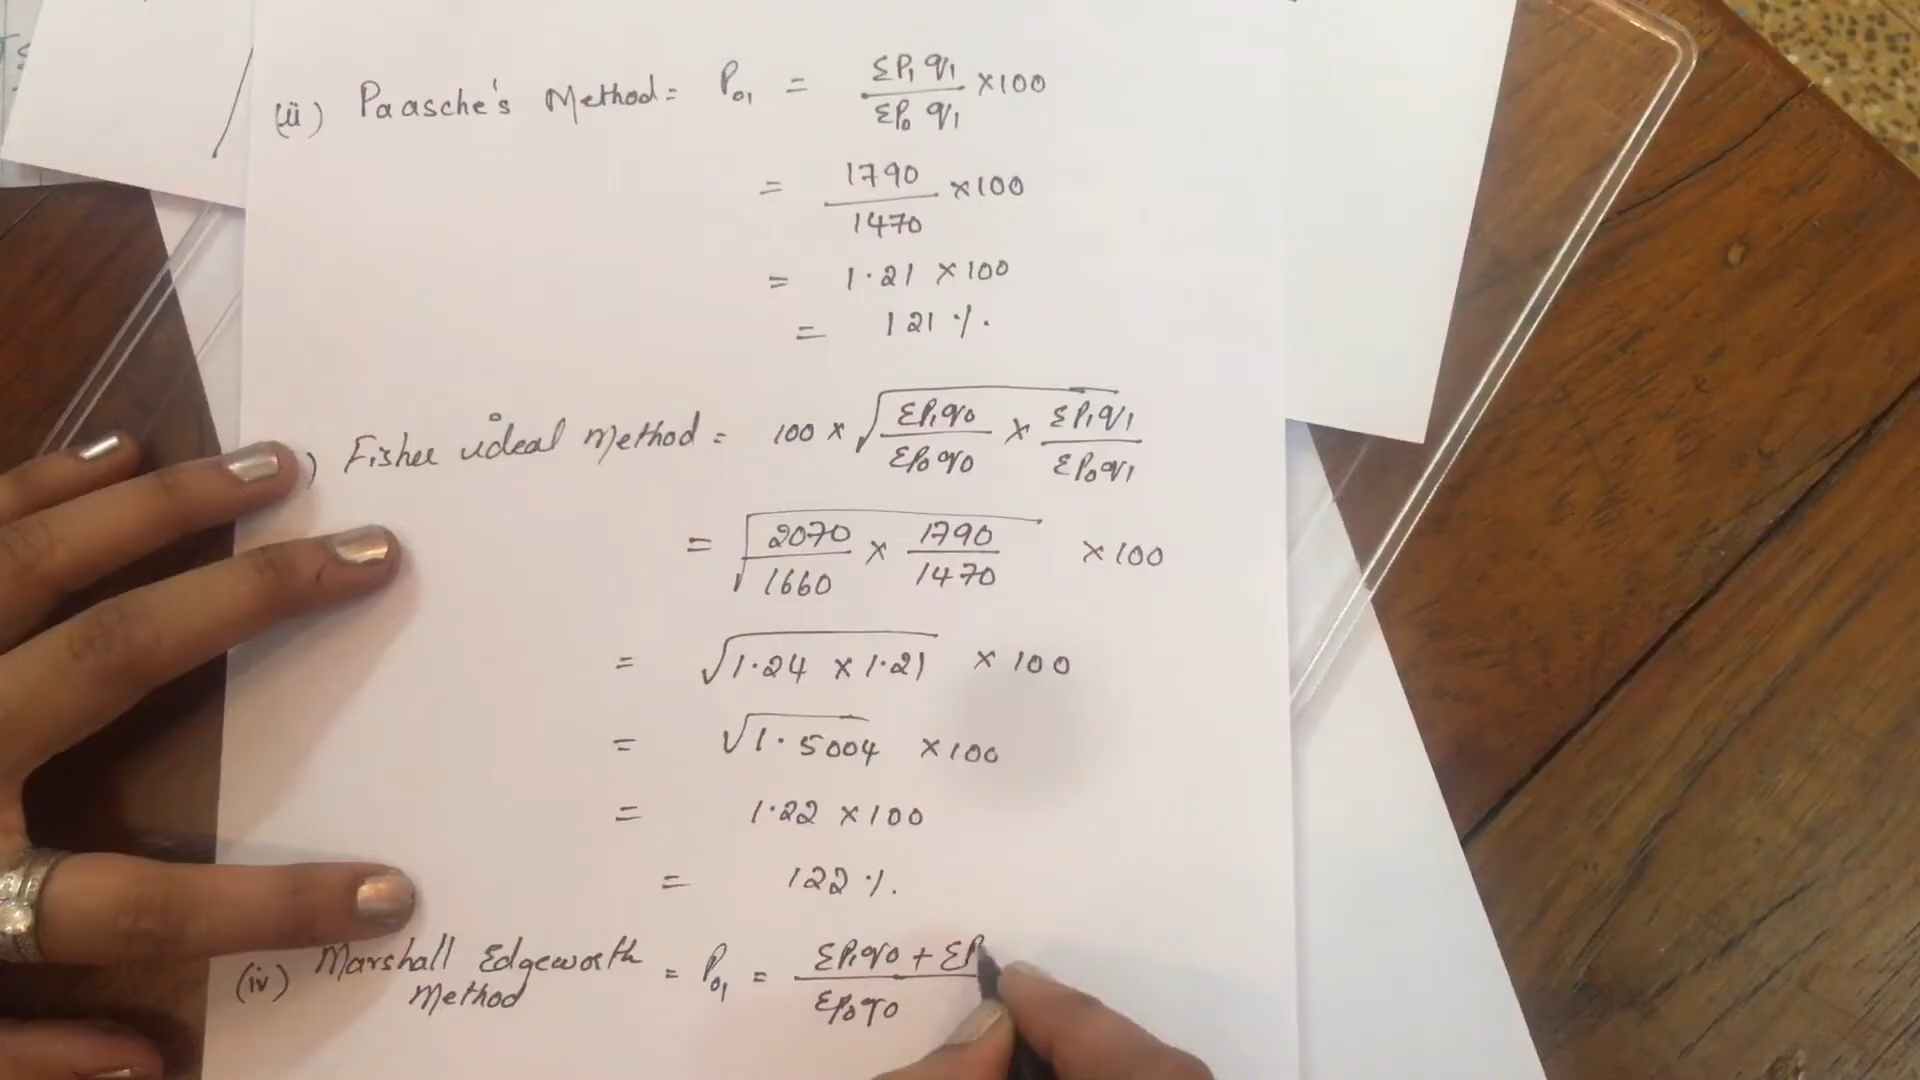 (ii) Paasche's Method = P₀₁ = ΣP₁q₁ / ΣP₀q₁ ×100
= 1790 / 1470 ×100
= 1.21 ×100
= 121 %.
) Fisher ideal Method = 100 × √(ΣP₁q₀ / ΣP₀q₀ × ΣP₁q₁ / ΣP₀q₁)
= √(2070 / 1660 × 1790 / 1470) ×100
= √(1.24 × 1.21) × 100
= √1.5004 ×100
= 1.22 ×100
= 122 %.
(iv) Marshall Edgeworth Method = P₀₁ = ΣP₁q₀ + ΣP / ΣP₀q₀